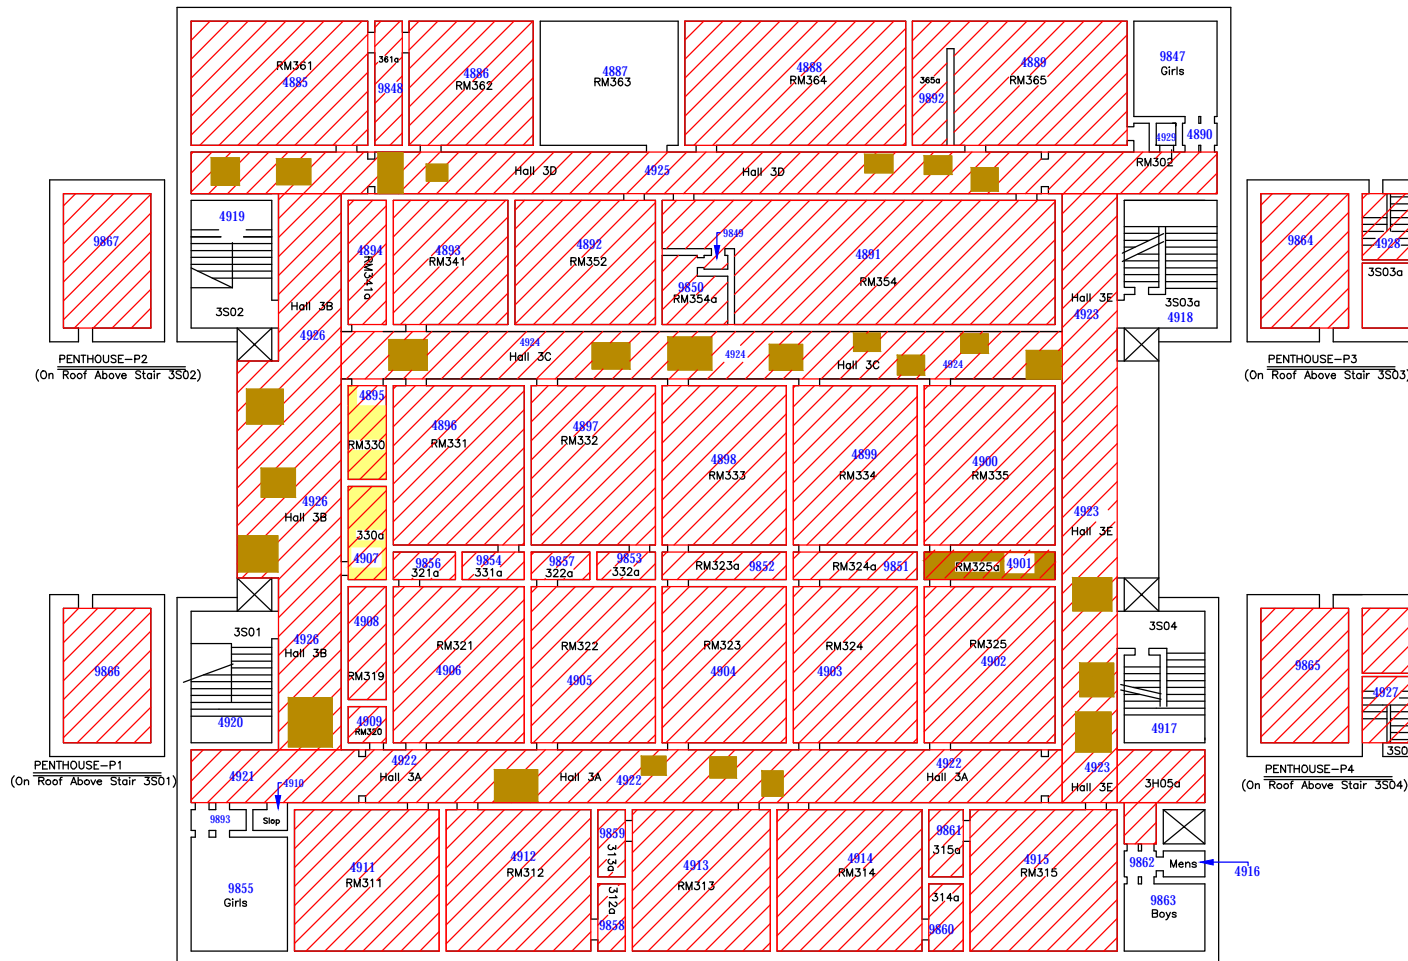 RM361
4885
361a
9848
4886
RM362
4887
RM363
4888
RM364
365a
9892
4889
RM365
9847
Girls
4929
4890
RM302
Hall 3D
4925
Hall 3D
9867
PENTHOUSE-P2
(On Roof Above Stair 3S02)
4919
3S02
Hall 3B
4926
4894
RM341a
4893
RM341
4892
RM352
9849
9850
RM354a
4891
RM354
Hall 3E
4923
3S03a
4918
9864
4928
3S03a
PENTHOUSE-P3
(On Roof Above Stair 3S03)
4924
Hall 3C
4924
Hall 3C
4924
4895
RM330
4896
RM331
4897
RM332
4898
RM333
4899
RM334
4900
RM335
4926
Hall 3B
330a
4907
4923
Hall 3E
9856
321a
9854
331a
9857
322a
9853
332a
RM323a
9852
RM324a
9851
RM325a
4901
9866
PENTHOUSE-P1
(On Roof Above Stair 3S01)
3S01
4920
4926
Hall 3B
4908
RM319
4909
RM320
RM321
4906
RM322
4905
RM323
4904
RM324
4903
RM325
4902
3S04
4917
9865
4927
3S0
PENTHOUSE-P4
(On Roof Above Stair 3S04)
4921
4910
4922
Hall 3A
Hall 3A
4922
4922
Hall 3A
4923
Hall 3E
3H05a
9893
Slop
9855
Girls
4911
RM311
4912
RM312
9859
313a
312a
9858
4913
RM313
4914
RM314
9861
315a
314a
9860
4915
RM315
9862
Mens
4916
9863
Boys